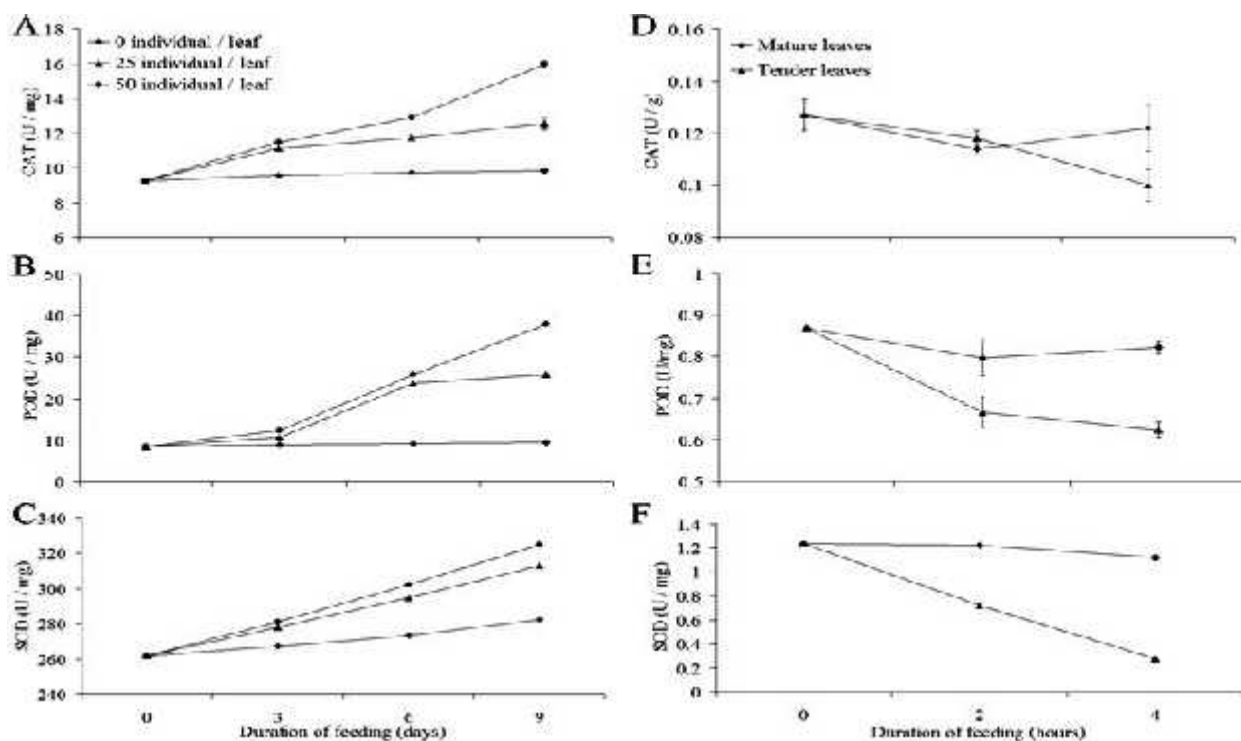 A
18
16
14
12
10
8
6
CAT (U / mg)
0 individual / leaf
25 individual / leaf
50 individual / leaf
B
50
40
30
20
10
0
POD (U / mg)
C
340
320
300
280
260
240
SOD (U / mg)
0 3 6 9
Duration of feeding (days)
D
0.16
0.14
0.12
0.1
0.08
CAT (U / g)
Mature leaves
Tender leaves
E
1
0.9
0.8
0.7
0.6
0.5
POD (U/mg)
F
1.4
1.2
1
0.8
0.6
0.4
0.2
0
SOD (U / mg)
0 2 4
Duration of feeding (hours)